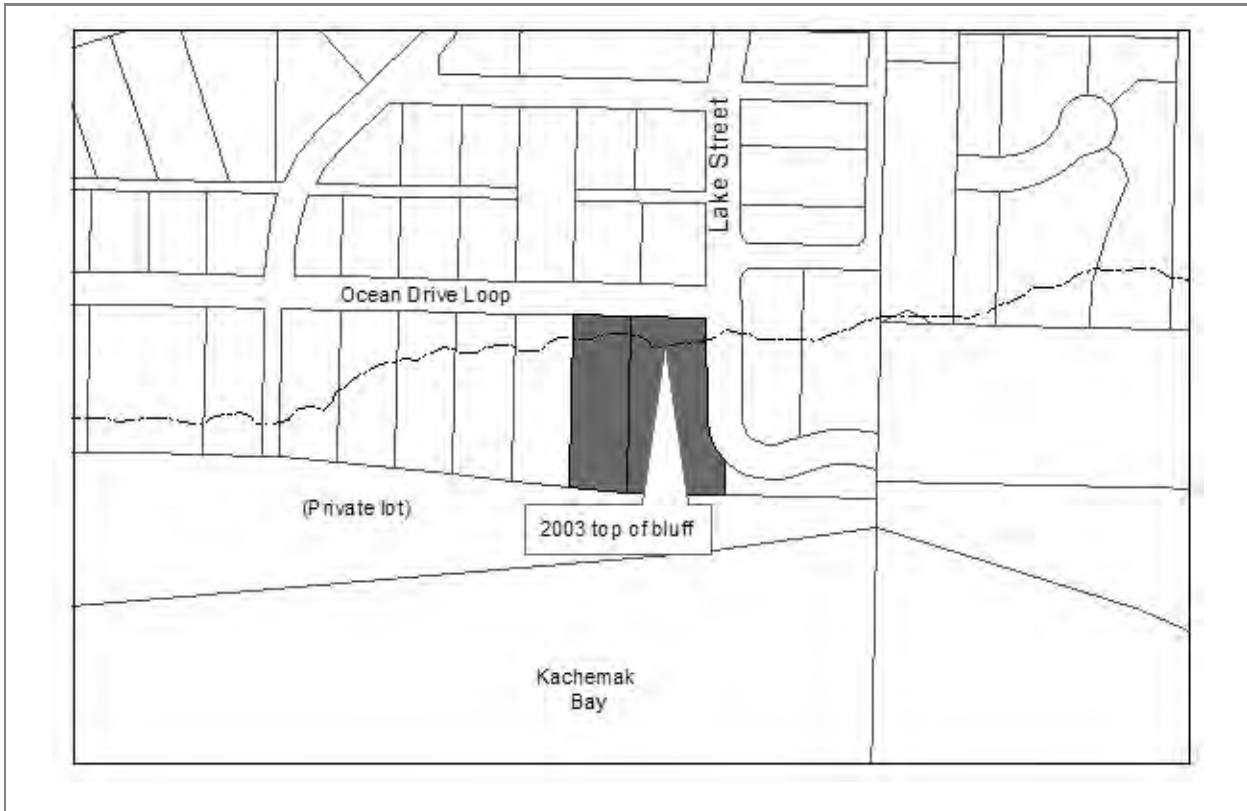 Lake Street
Ocean Drive Loop
(Private lot)
2003 top of bluff
Kachemak
Bay